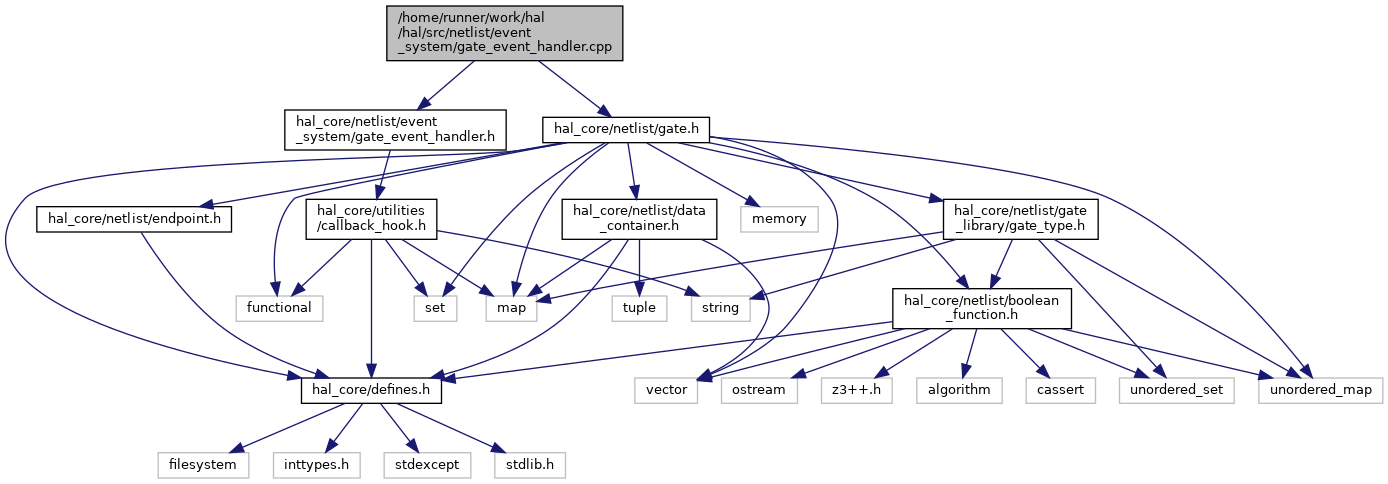 /home/runner/work/hal
/hal/src/netlist/event
_system/gate_event_handler.cpp
hal_core/netlist/event
_system/gate_event_handler.h
hal_core/netlist/gate.h
hal_core/netlist/endpoint.h
hal_core/utilities
/callback_hook.h
hal_core/netlist/data
_container.h
memory
hal_core/netlist/gate
_library/gate_type.h
functional
set
map
tuple
string
hal_core/netlist/boolean
_function.h
hal_core/defines.h
vector
ostream
z3++.h
algorithm
cassert
unordered_set
unordered_map
filesystem
inttypes.h
stdexcept
stdlib.h